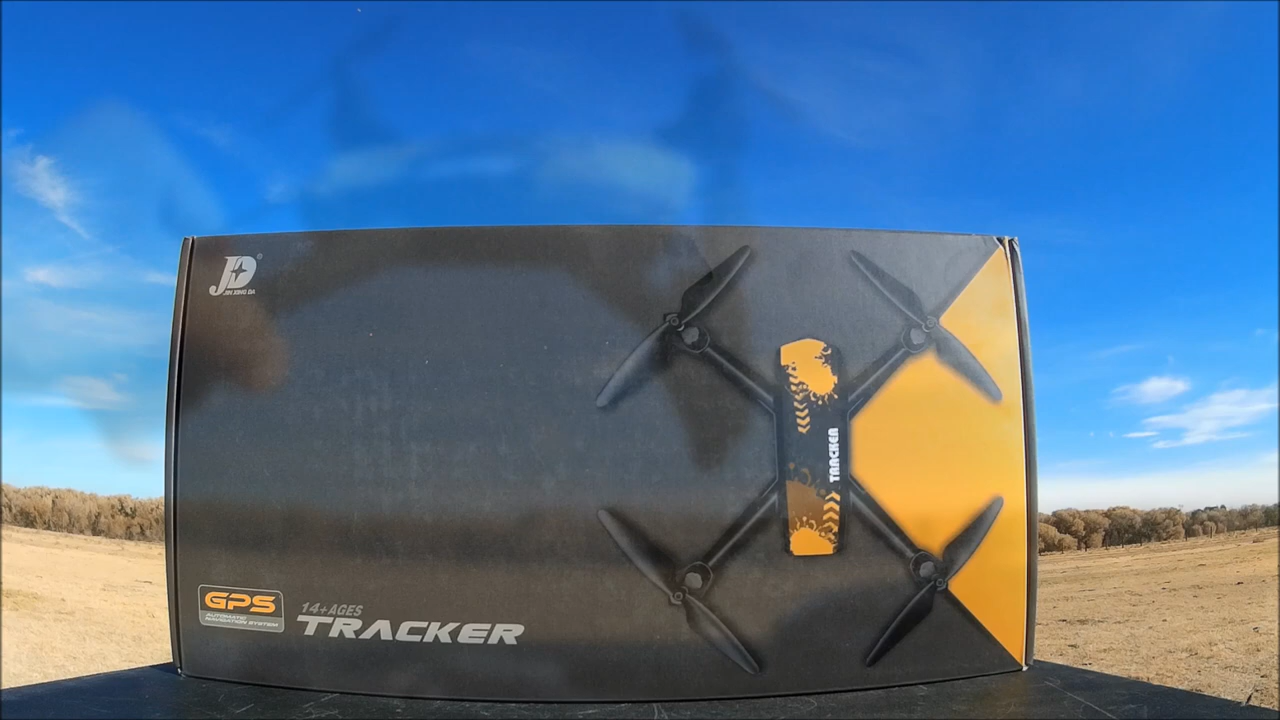 JD®
JIN XING DA
TRACKER
GPS
AUTOMATIC
NAVIGATION SYSTEM
14+AGES
TRACKER